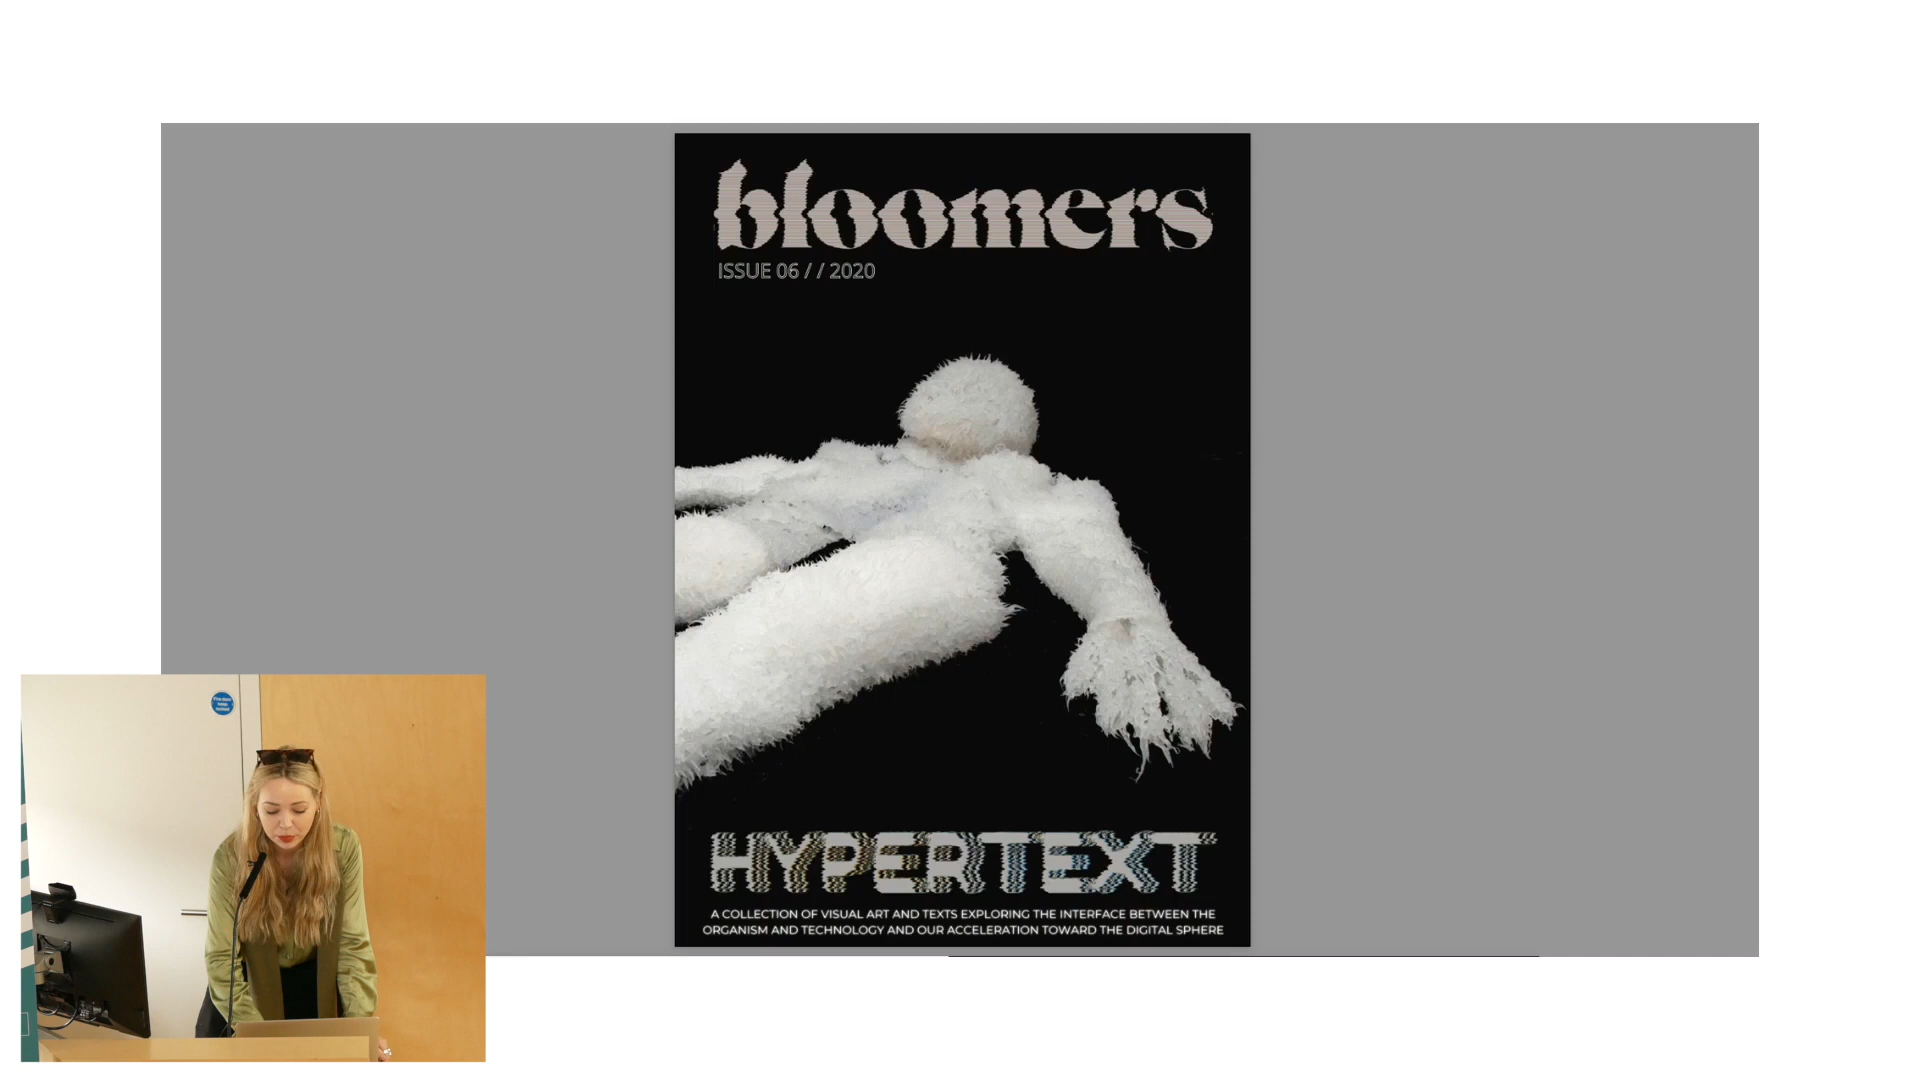 bloomers
ISSUE 06 / / 2020
HYPERTEXT
A COLLECTION OF VISUAL ART AND TEXTS EXPLORING THE INTERFACE BETWEEN THE
ORGANISM AND TECHNOLOGY AND OUR ACCELERATION TOWARD THE DIGITAL SPHERE